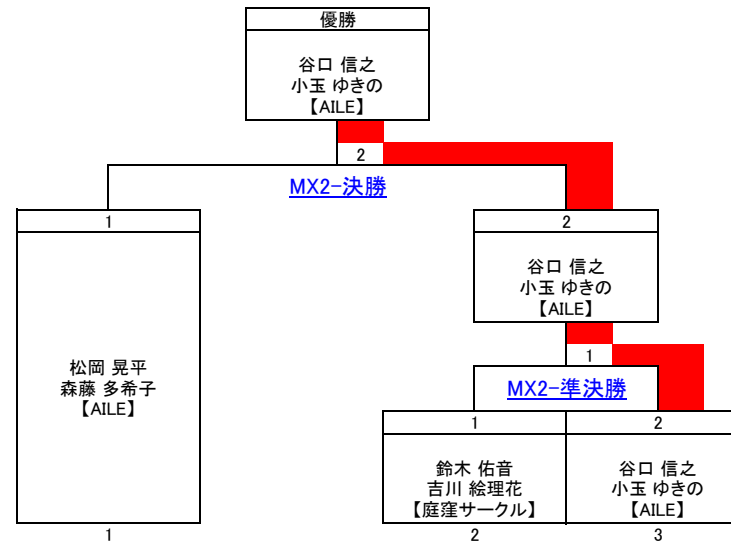 優勝
谷口 信之
小玉 ゆきの
【AILE】
2
MX2-決勝
1
2
谷口 信之
小玉 ゆきの
【AILE】
1
松岡 晃平
森藤 多希子
【AILE】
MX2-準決勝
1
2
鈴木 佑音
吉川 絵理花
【庭窪サークル】
谷口 信之
小玉 ゆきの
【AILE】
1
2
3